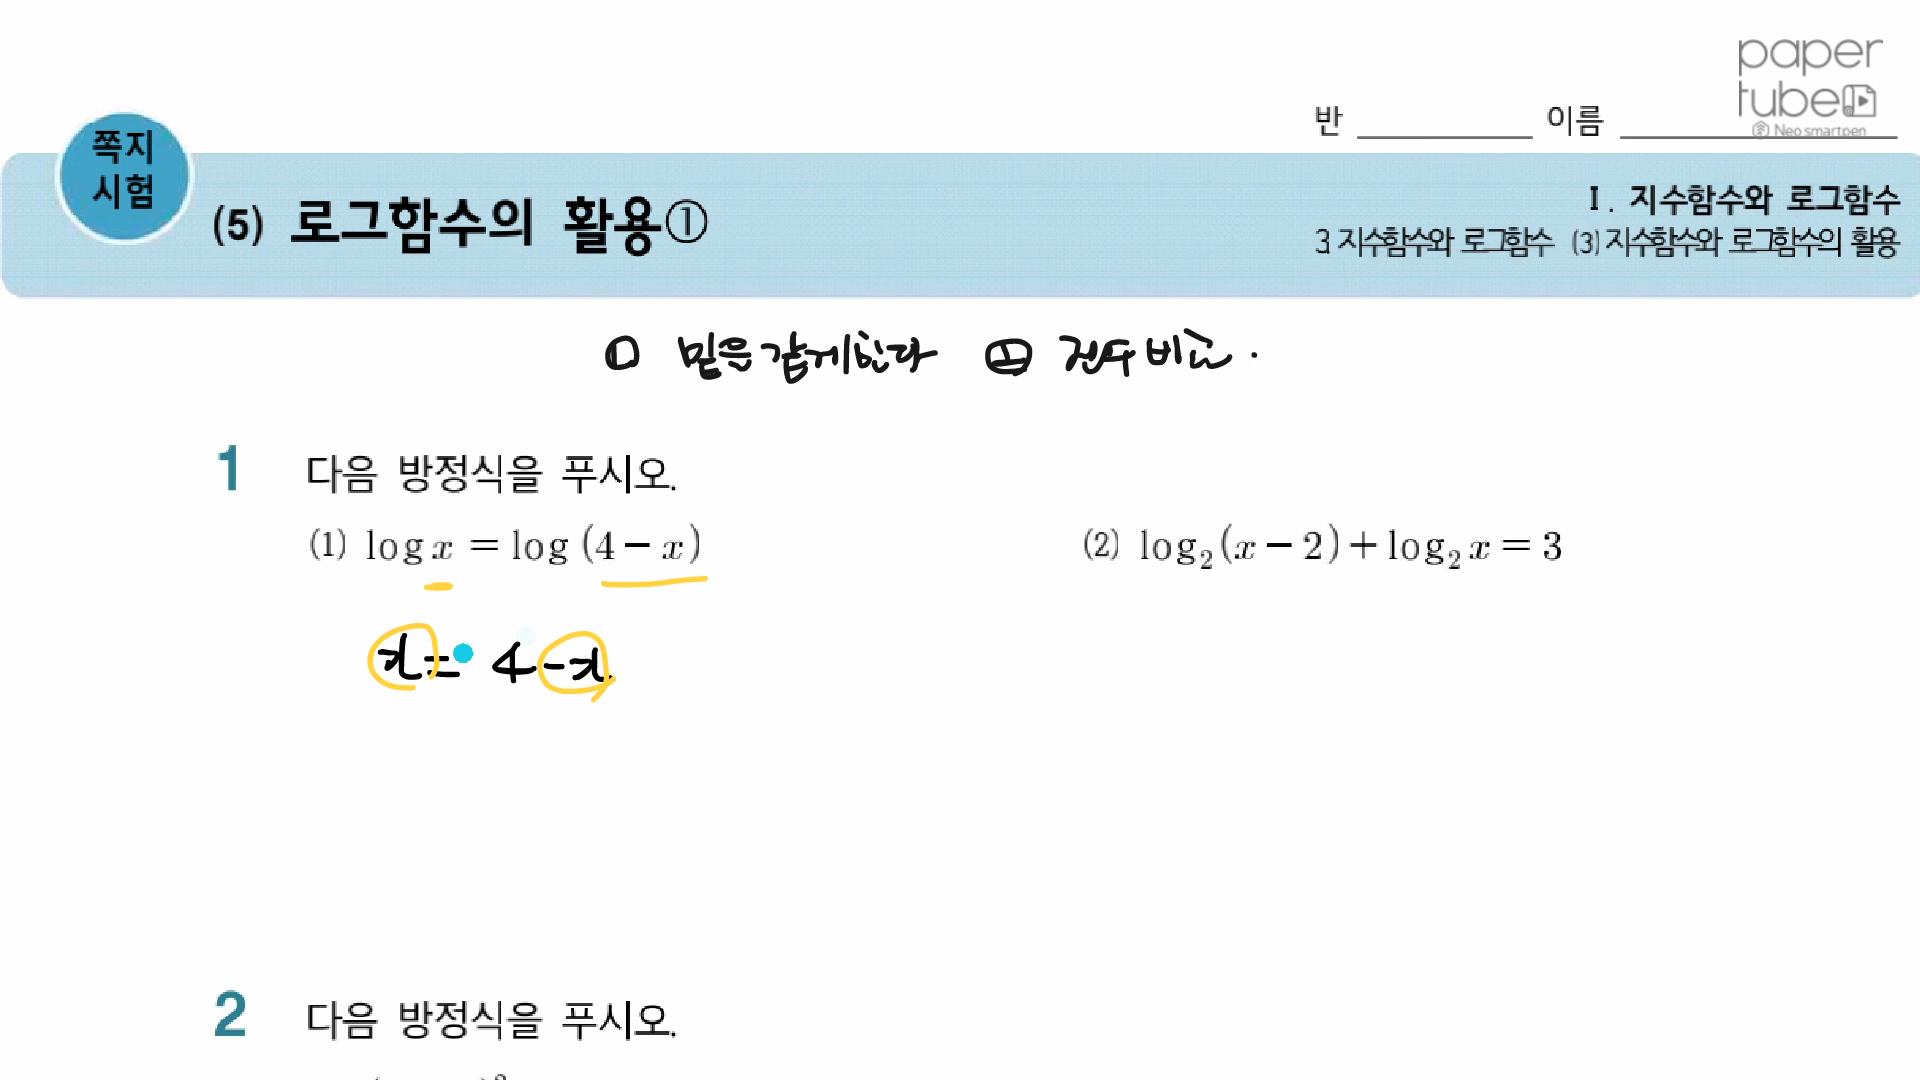 paper
tube
Neo smartpen
반 이름
쪽지
시험
(5) 로그함수의 활용①
Ⅰ. 지수함수와 로그함수
3 지수함수와 로그함수 (3) 지수함수와 로그함수의 활용
① 밑을 같게한다 ② 진수 비교.
1 다음 방정식을 푸시오.
(1) log x = log (4 − x)
(2) log₂(x − 2) + log₂ x = 3
x = 4 - x
2 다음 방정식을 푸시오.